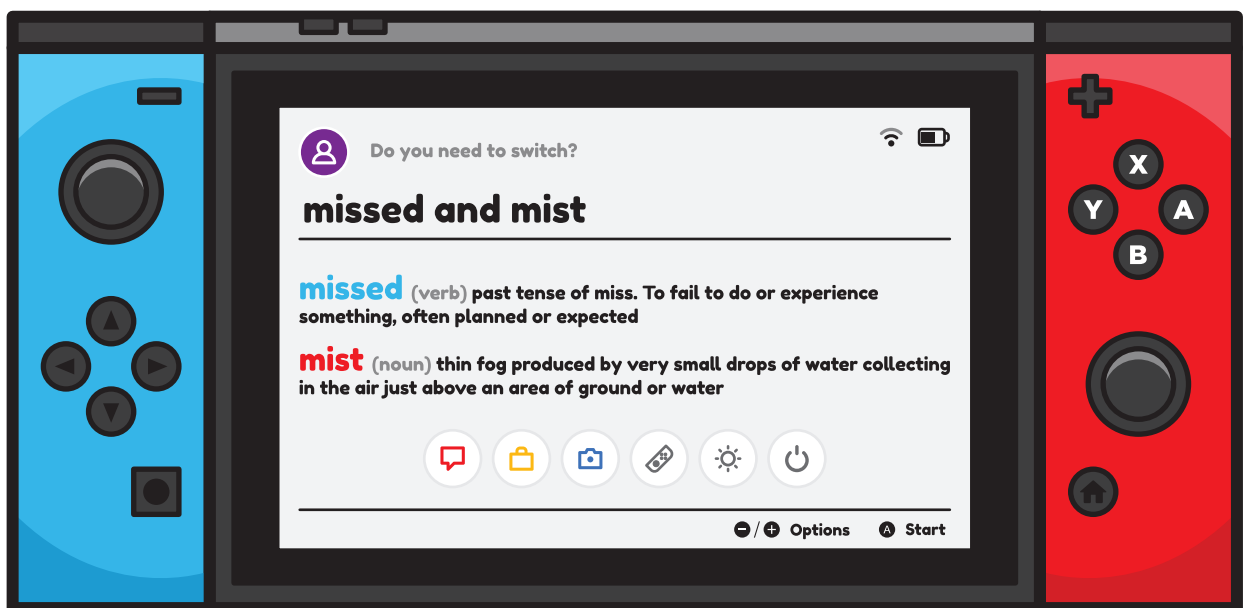 Do you need to switch?
missed and mist
missed (verb) past tense of miss. To fail to do or experience
something, often planned or expected
mist (noun) thin fog produced by very small drops of water collecting
in the air just above an area of ground or water
X
Y A
B
-/+ Options A Start